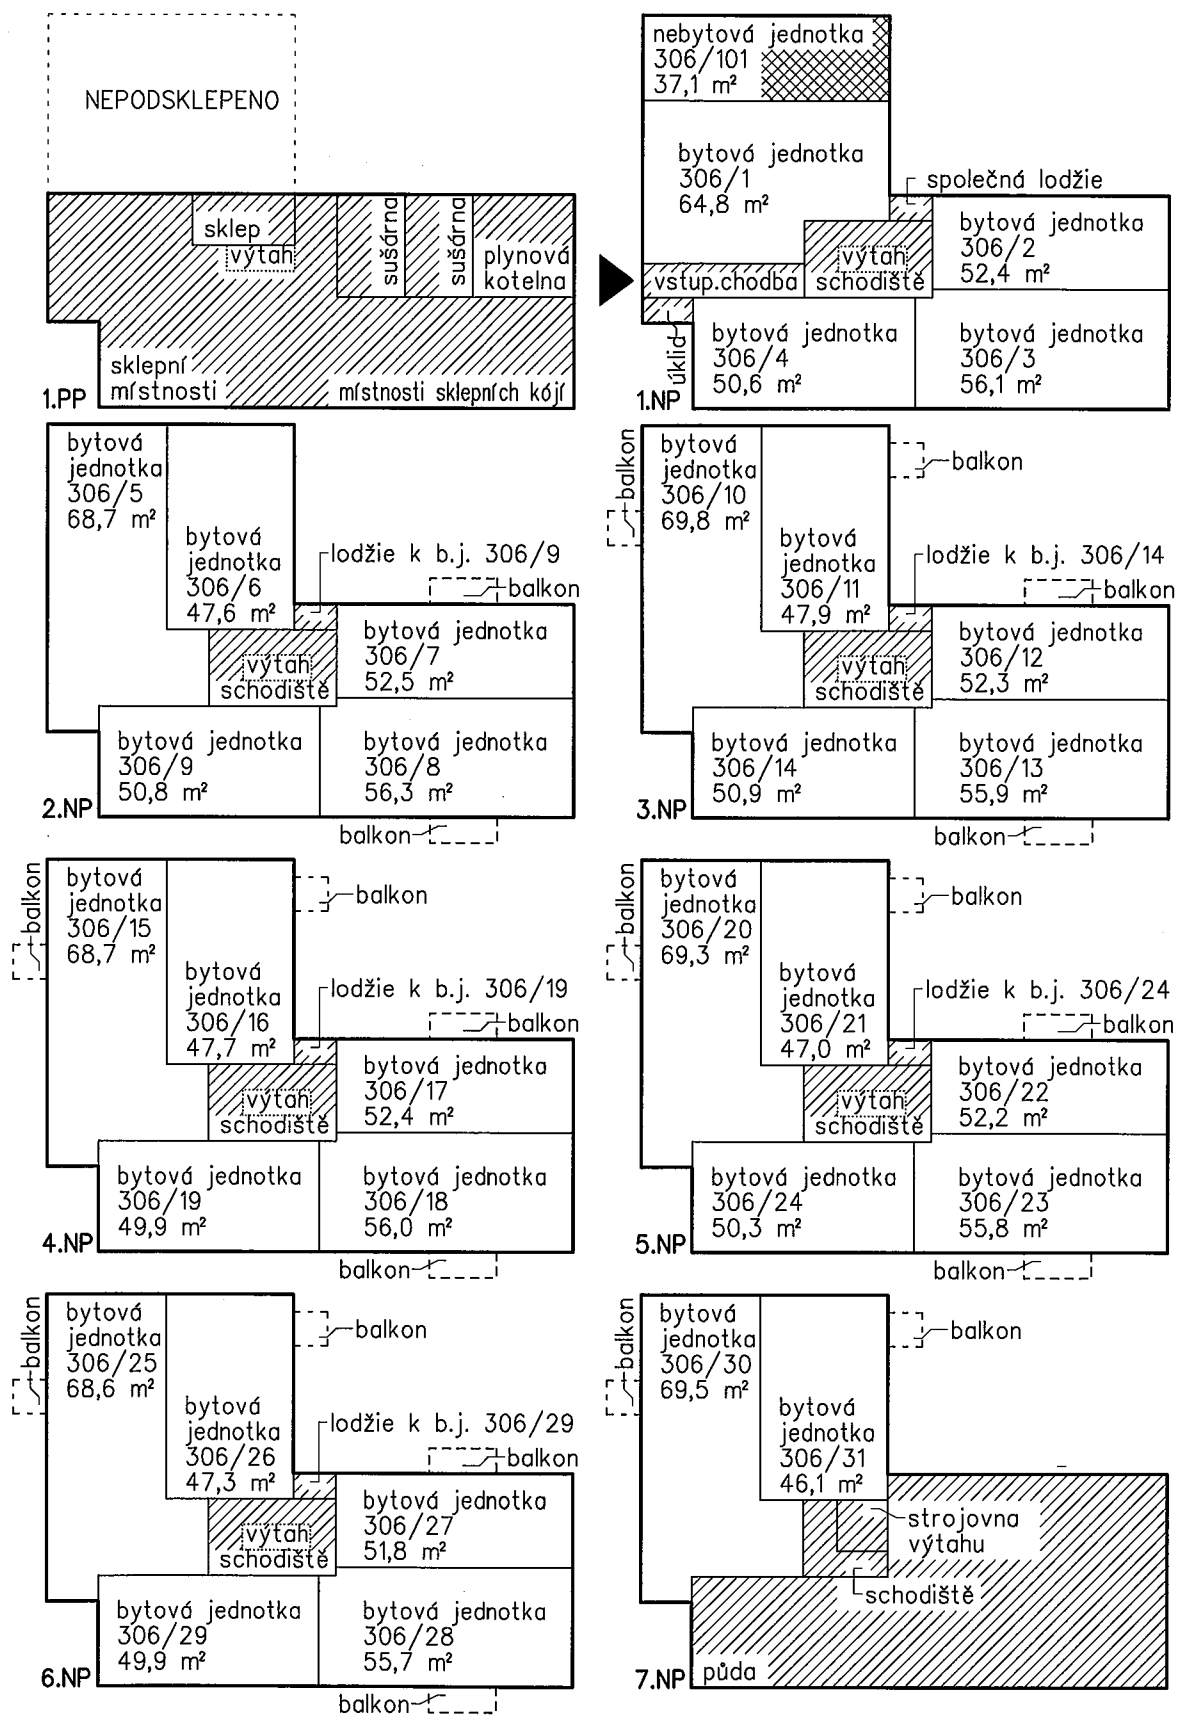 NEPODSKLEPENO
sklep
výtah
sušárna
sušárna
plynová
kotelna
sklepní
místnosti
místnosti sklepních kójí
1.PP
nebytová jednotka
306/101
37,1 m²
bytová jednotka
306/1
64,8 m²
společná lodžie
bytová jednotka
306/2
52,4 m²
výtah
schodiště
vstup.chodba
úklid
bytová jednotka
306/4
50,6 m²
bytová jednotka
306/3
56,1 m²
1.NP
bytová
jednotka
306/5
68,7 m²
bytová
jednotka
306/6
47,6 m²
lodžie k b.j. 306/9
balkon
bytová jednotka
306/7
52,5 m²
výtah
schodiště
bytová jednotka
306/9
50,8 m²
bytová jednotka
306/8
56,3 m²
2.NP
balkon
balkon
bytová
jednotka
306/10
69,8 m²
balkon
bytová
jednotka
306/11
47,9 m²
lodžie k b.j. 306/14
balkon
bytová jednotka
306/12
52,3 m²
výtah
schodiště
bytová jednotka
306/14
50,9 m²
bytová jednotka
306/13
55,9 m²
3.NP
balkon
balkon
bytová
jednotka
306/15
68,7 m²
balkon
bytová
jednotka
306/16
47,7 m²
lodžie k b.j. 306/19
balkon
bytová jednotka
306/17
52,4 m²
výtah
schodiště
bytová jednotka
306/19
49,9 m²
bytová jednotka
306/18
56,0 m²
4.NP
balkon
balkon
bytová
jednotka
306/20
69,3 m²
balkon
bytová
jednotka
306/21
47,0 m²
lodžie k b.j. 306/24
balkon
bytová jednotka
306/22
52,2 m²
výtah
schodiště
bytová jednotka
306/24
50,3 m²
bytová jednotka
306/23
55,8 m²
5.NP
balkon
balkon
bytová
jednotka
306/25
68,6 m²
balkon
bytová
jednotka
306/26
47,3 m²
lodžie k b.j. 306/29
balkon
bytová jednotka
306/27
51,8 m²
výtah
schodiště
bytová jednotka
306/29
49,9 m²
bytová jednotka
306/28
55,7 m²
6.NP
balkon
balkon
bytová
jednotka
306/30
69,5 m²
balkon
bytová
jednotka
306/31
46,1 m²
strojovna
výtahu
schodiště
půda
7.NP